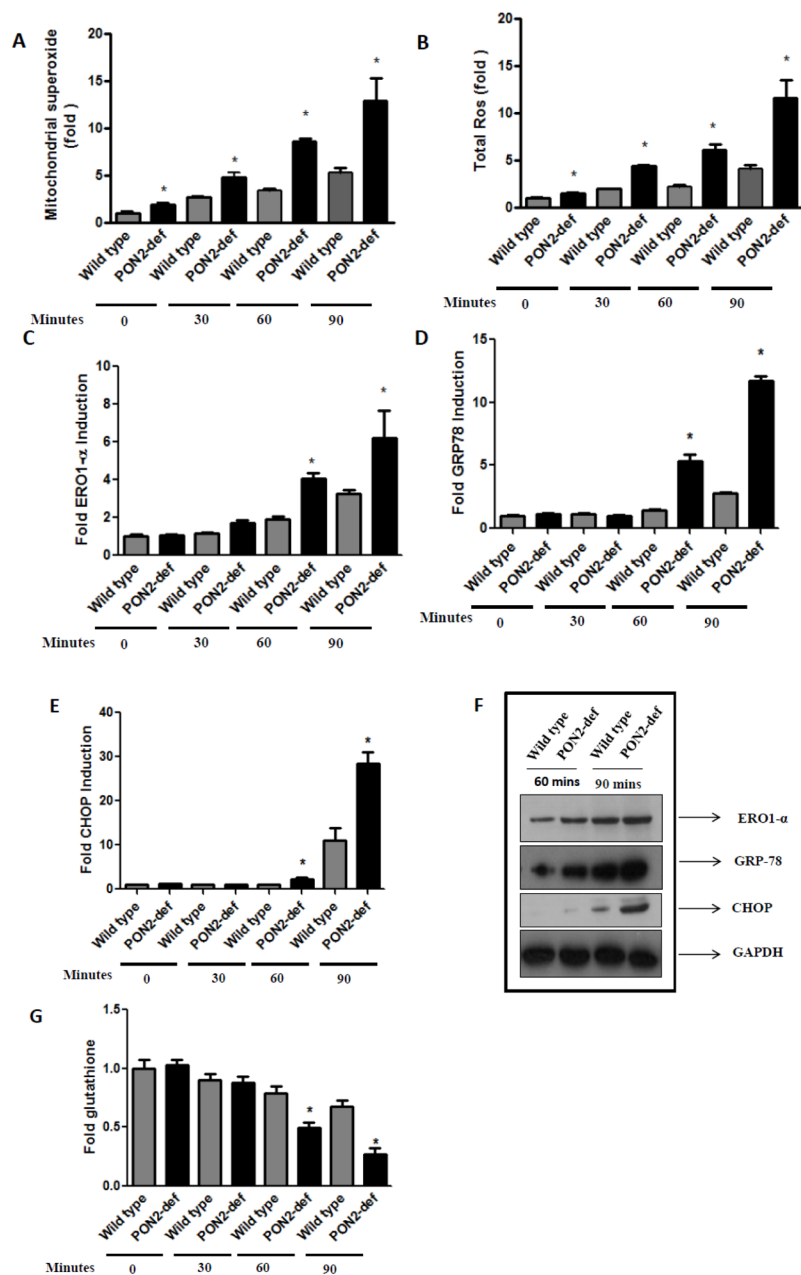 A
Mitochondrial superoxide
(fold )
20
15
10
5
0
*
*
*
*
Wild type
PON2-def
Wild type
PON2-def
Wild type
PON2-def
Wild type
PON2-def
Minutes
0
30
60
90
B
Total Ros (fold )
20
15
10
5
0
*
*
*
*
Wild type
PON2-def
Wild type
PON2-def
Wild type
PON2-def
Wild type
PON2-def
Minutes
0
30
60
90
C
Fold ERO1-α Induction
10
8
6
4
2
0
*
*
Wild type
PON2-def
Wild type
PON2-def
Wild type
PON2-def
Wild type
PON2-def
Minutes
0
30
60
90
D
Fold GRP78 Induction
15
10
5
0
*
*
Wild type
PON2-def
Wild type
PON2-def
Wild type
PON2-def
Wild type
PON2-def
Minutes
0
30
60
90
E
Fold CHOP Induction
40
30
20
10
0
*
*
Wild type
PON2-def
Wild type
PON2-def
Wild type
PON2-def
Wild type
PON2-def
Minutes
0
30
60
90
F
Wild type
PON2-def
Wild type
PON2-def
60 mins
90 mins
ERO1-α
GRP-78
CHOP
GAPDH
G
Fold glutathione
1.5
1.0
0.5
0.0
*
*
Wild type
PON2-def
Wild type
PON2-def
Wild type
PON2-def
Wild type
PON2-def
Minutes
0
30
60
90